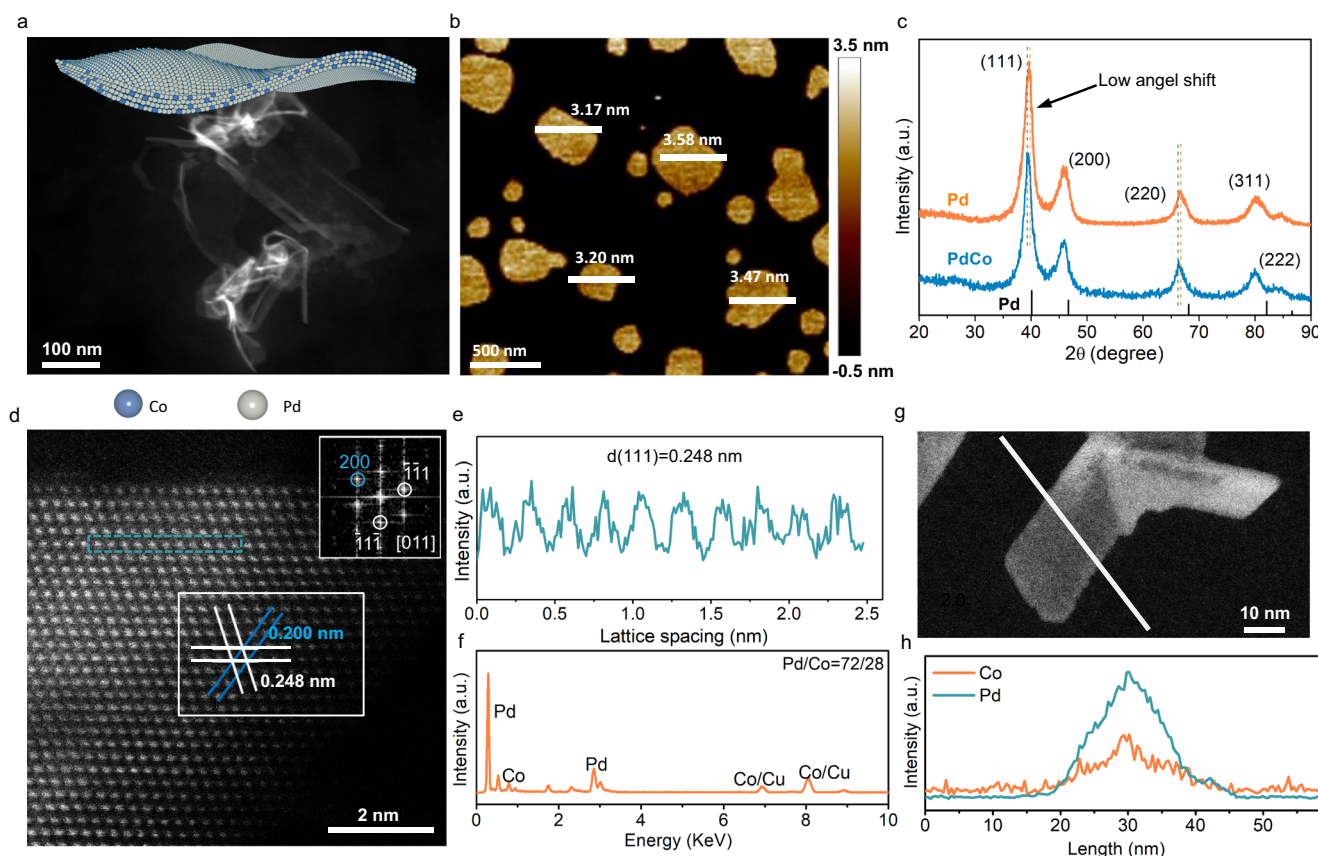 a
100 nm
Co
Pd
b
3.17 nm
3.58 nm
3.20 nm
3.47 nm
500 nm
3.5 nm
-0.5 nm
c
(111)
Low angel shift
(200)
(220)
(311)
Pd
PdCo
(222)
Pd
Intensity (a.u.)
20 30 40 50 60 70 80 90
2θ (degree)
d
200
1̄1̄1
1̄11̄
[011]
0.200 nm
0.248 nm
2 nm
e
d(111)=0.248 nm
Intensity (a.u.)
0.0 0.5 1.0 1.5 2.0 2.5
Lattice spacing (nm)
f
Pd/Co=72/28
Pd
Co
Pd
Co/Cu
Co/Cu
Intensity (a.u.)
0 2 4 6 8 10
Energy (KeV)
g
2.0
10 nm
h
Co
Pd
Intensity (a.u.)
0 10 20 30 40 50
Length (nm)